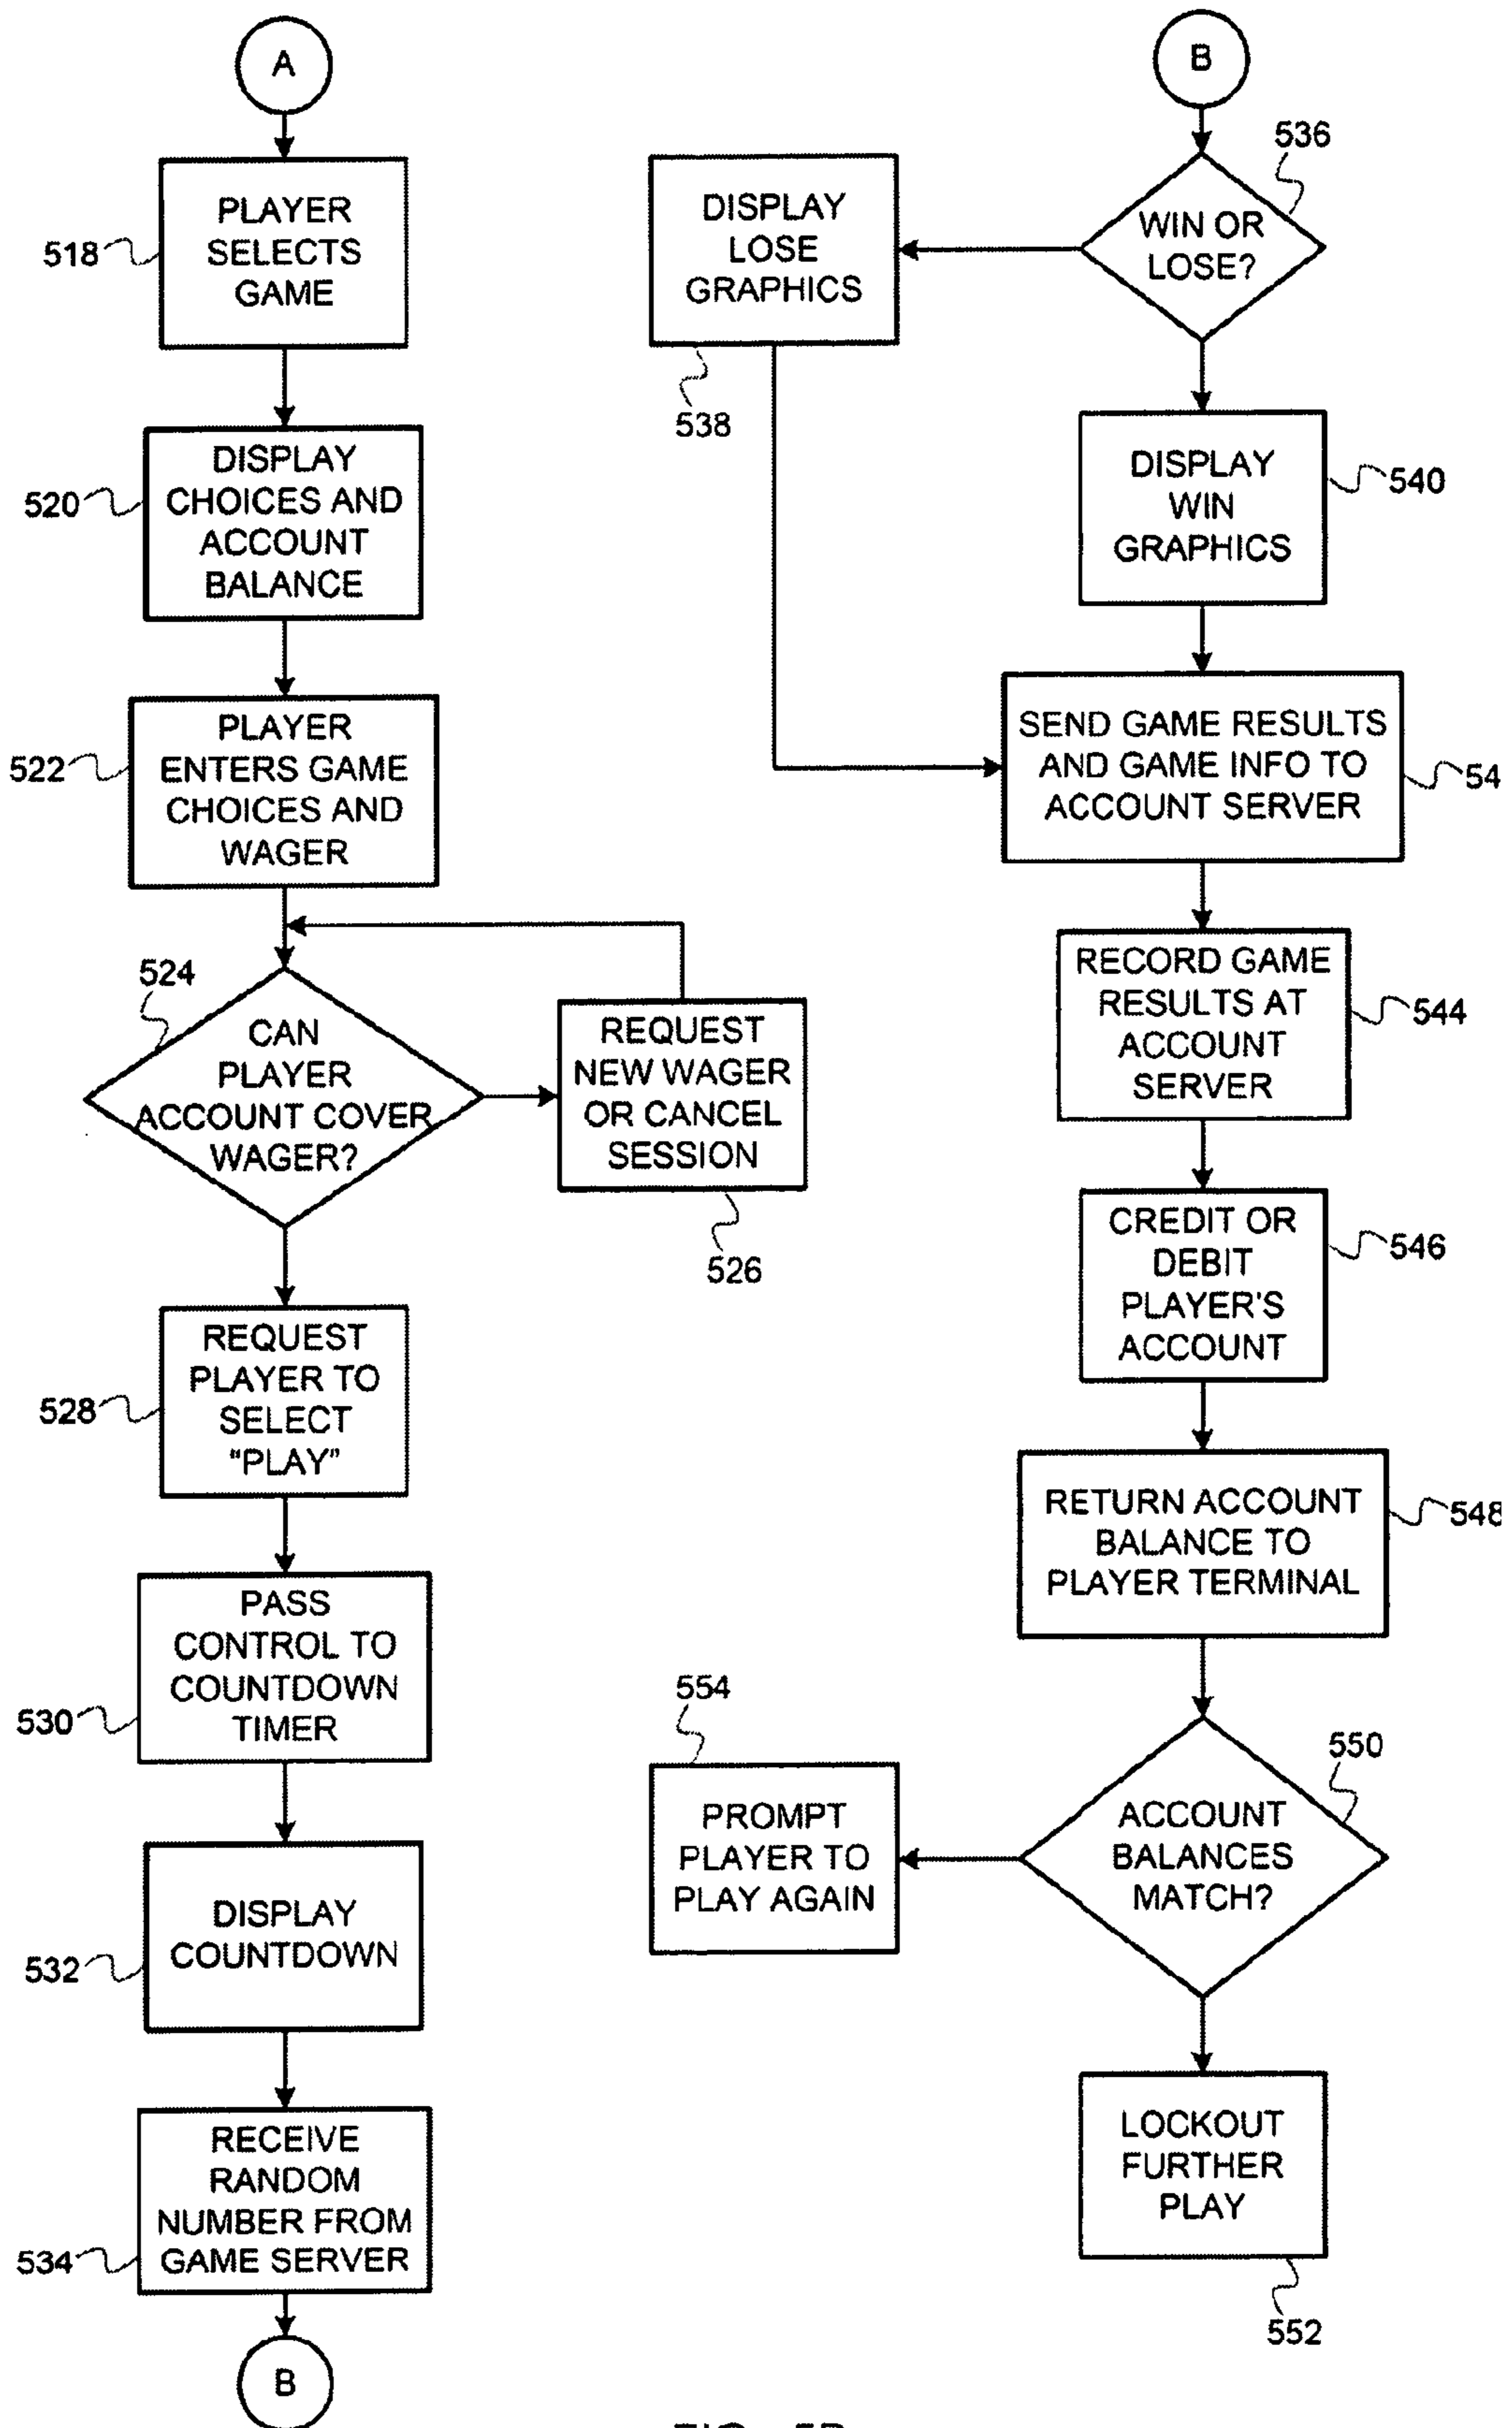 A
PLAYER
SELECTS
GAME
518
DISPLAY
CHOICES AND
ACCOUNT
BALANCE
520
PLAYER
ENTERS GAME
CHOICES AND
WAGER
522
524
CAN
PLAYER
ACCOUNT COVER
WAGER?
REQUEST
NEW WAGER
OR CANCEL
SESSION
526
REQUEST
PLAYER TO
SELECT
"PLAY"
528
PASS
CONTROL TO
COUNTDOWN
TIMER
530
DISPLAY
COUNTDOWN
532
RECEIVE
RANDOM
NUMBER FROM
GAME SERVER
534
B
B
536
WIN OR
LOSE?
DISPLAY
LOSE
GRAPHICS
538
DISPLAY
WIN
GRAPHICS
540
SEND GAME RESULTS
AND GAME INFO TO
ACCOUNT SERVER
54
RECORD GAME
RESULTS AT
ACCOUNT
SERVER
544
CREDIT OR
DEBIT
PLAYER'S
ACCOUNT
546
RETURN ACCOUNT
BALANCE TO
PLAYER TERMINAL
548
550
ACCOUNT
BALANCES
MATCH?
554
PROMPT
PLAYER TO
PLAY AGAIN
LOCKOUT
FURTHER
PLAY
552